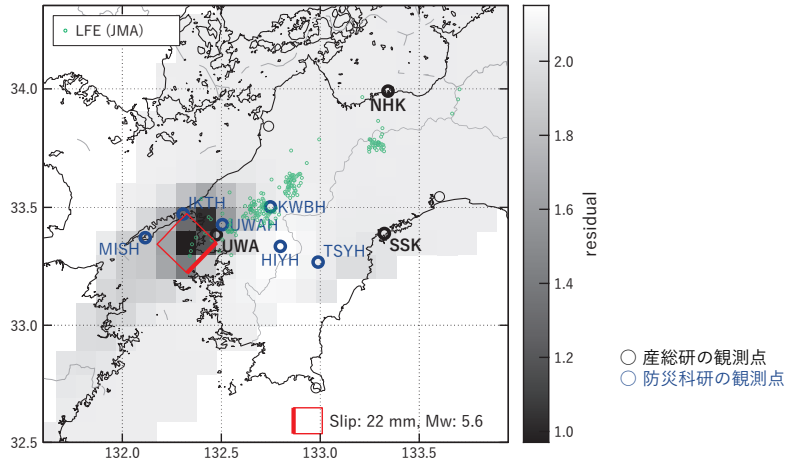 LFE (JMA)
NHK
IKTH
KWBH
UWAH
UWA
MISH
HIYH
TSYH
SSK
Slip: 22 mm, Mw: 5.6
34.0
33.5
33.0
32.5
132.0
132.5
133.0
133.5
2.0
1.8
1.6
1.4
1.2
1.0
residual
産総研の観測点
防災科研の観測点